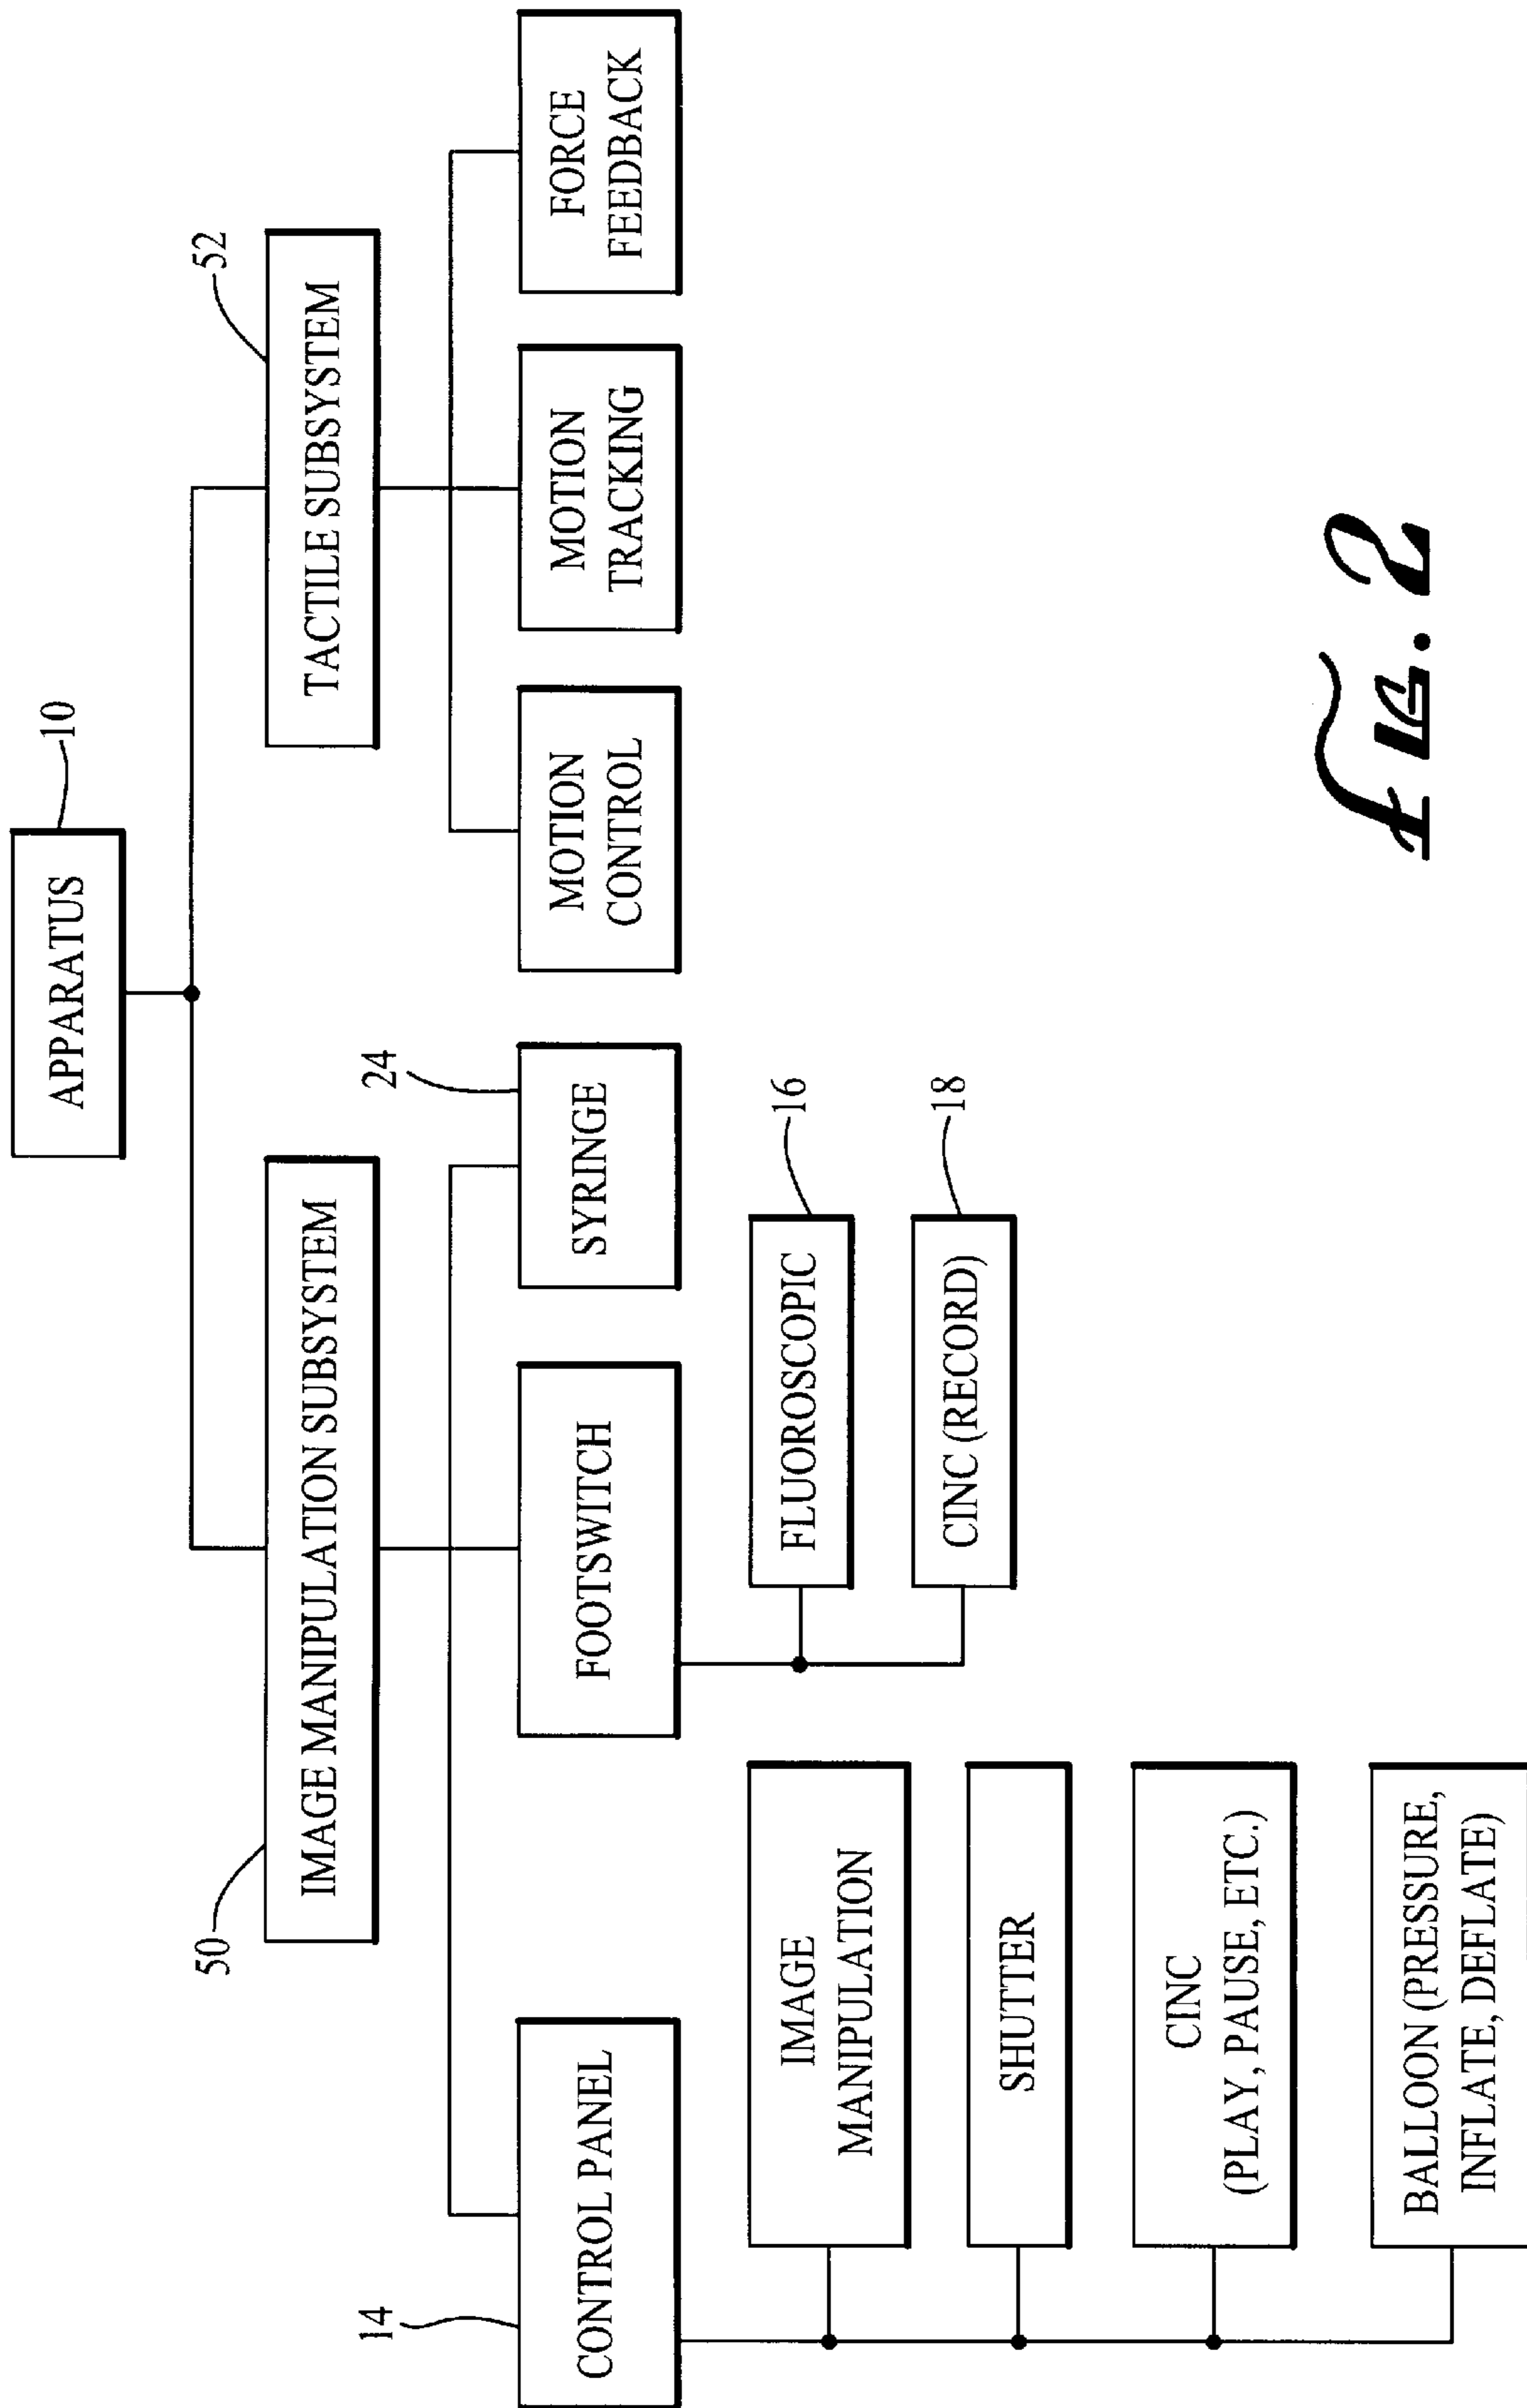 APPARATUS
10
50
IMAGE MANIPULATION SUBSYSTEM
TACTILE SUBSYSTEM
52
14
CONTROL PANEL
FOOTSWITCH
SYRINGE
24
MOTION
CONTROL
MOTION
TRACKING
FORCE
FEEDBACK
IMAGE
MANIPULATION
SHUTTER
CINC
(PLAY, PAUSE, ETC.)
BALLOON (PRESSURE,
INFLATE, DEFLATE)
FLUOROSCOPIC
16
CINC (RECORD)
18
FIG. 2